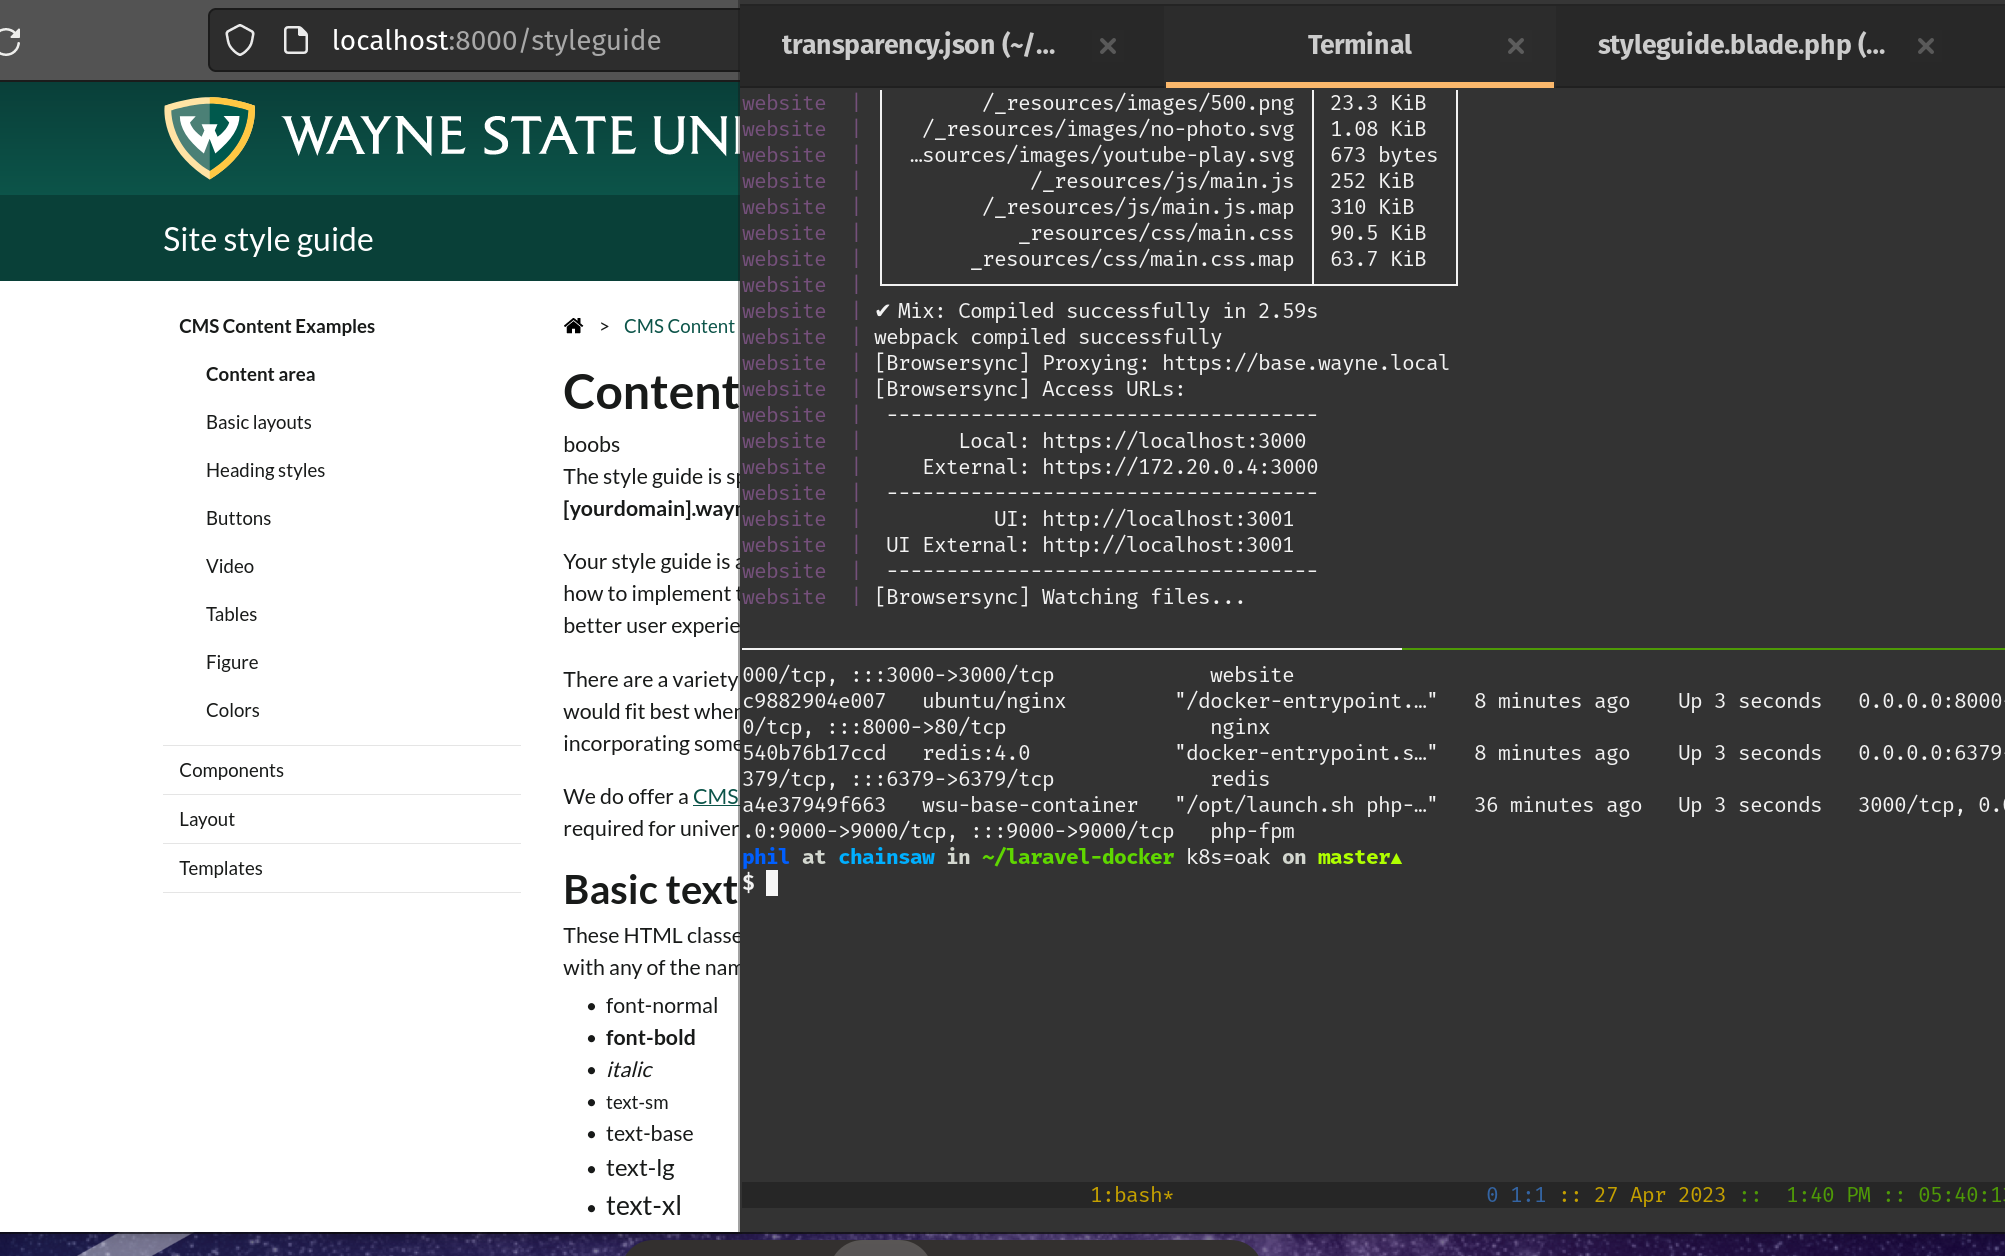 localhost:8000/styleguide
WAYNE STATE UNI
Site style guide
CMS Content Examples
Content area
Basic layouts
Heading styles
Buttons
Video
Tables
Figure
Colors
Components
Layout
Templates
> CMS Content
Content
boobs
The style guide is sp
[yourdomain].wayn
Your style guide is a
how to implement t
better user experie
There are a variety
would fit best when
incorporating some
We do offer a CMS
required for univer
Basic text
These HTML classe
with any of the nam
• font-normal
• font-bold
• italic
• text-sm
• text-base
• text-lg
• text-xl
transparency.json (~/... ×
Terminal ×
styleguide.blade.php (... ×
website | /_resources/images/500.png │ 23.3 KiB
website | /_resources/images/no-photo.svg │ 1.08 KiB
website | …sources/images/youtube-play.svg │ 673 bytes
website | /_resources/js/main.js │ 252 KiB
website | /_resources/js/main.js.map │ 310 KiB
website | _resources/css/main.css │ 90.5 KiB
website | _resources/css/main.css.map │ 63.7 KiB
website |
website | ✔ Mix: Compiled successfully in 2.59s
website | webpack compiled successfully
website | [Browsersync] Proxying: https://base.wayne.local
website | [Browsersync] Access URLs:
website | ------------------------------------
website | Local: https://localhost:3000
website | External: https://172.20.0.4:3000
website | ------------------------------------
website | UI: http://localhost:3001
website | UI External: http://localhost:3001
website | ------------------------------------
website | [Browsersync] Watching files...
000/tcp, :::3000->3000/tcp website
c9882904e007 ubuntu/nginx "/docker-entrypoint.…" 8 minutes ago Up 3 seconds 0.0.0.0:8000-
0/tcp, :::8000->80/tcp nginx
540b76b17ccd redis:4.0 "docker-entrypoint.s…" 8 minutes ago Up 3 seconds 0.0.0.0:6379-
379/tcp, :::6379->6379/tcp redis
a4e37949f663 wsu-base-container "/opt/launch.sh php-…" 36 minutes ago Up 3 seconds 3000/tcp, 0.0
.0:9000->9000/tcp, :::9000->9000/tcp php-fpm
phil at chainsaw in ~/laravel-docker k8s=oak on master▲
$
1:bash* 0 1:1 :: 27 Apr 2023 :: 1:40 PM :: 05:40:1